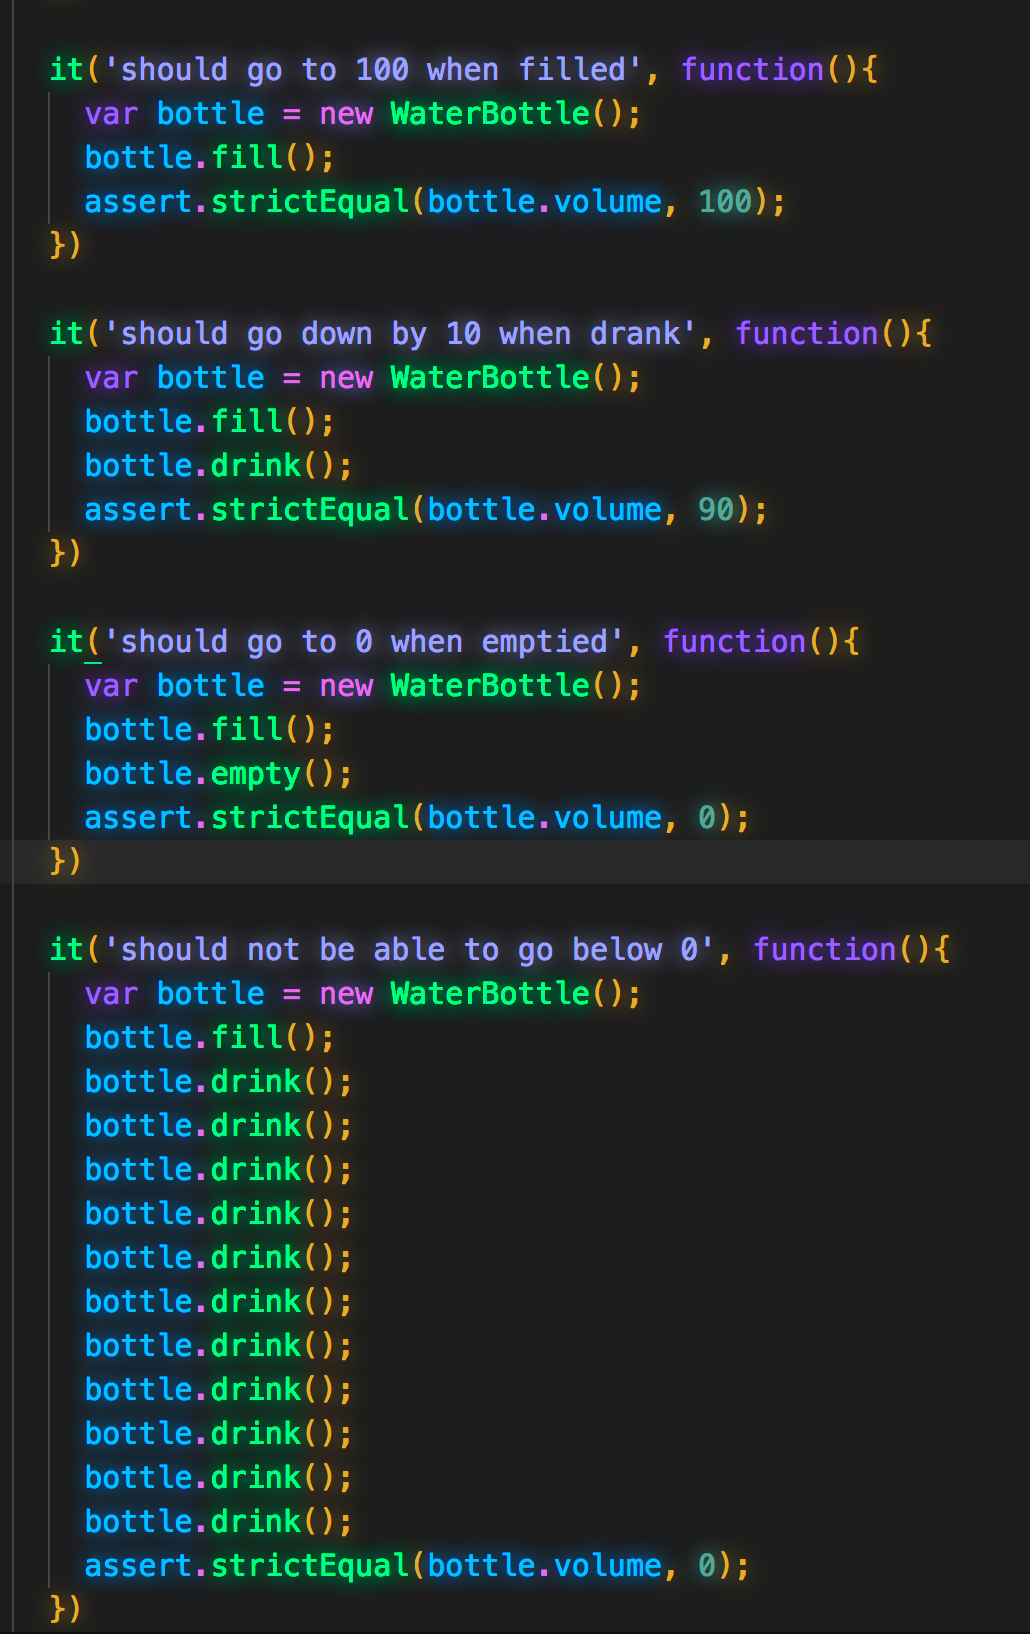 it('should go to 100 when filled', function(){
  var bottle = new WaterBottle();
  bottle.fill();
  assert.strictEqual(bottle.volume, 100);
})

it('should go down by 10 when drank', function(){
  var bottle = new WaterBottle();
  bottle.fill();
  bottle.drink();
  assert.strictEqual(bottle.volume, 90);
})

it('should go to 0 when emptied', function(){
  var bottle = new WaterBottle();
  bottle.fill();
  bottle.empty();
  assert.strictEqual(bottle.volume, 0);
})

it('should not be able to go below 0', function(){
  var bottle = new WaterBottle();
  bottle.fill();
  bottle.drink();
  bottle.drink();
  bottle.drink();
  bottle.drink();
  bottle.drink();
  bottle.drink();
  bottle.drink();
  bottle.drink();
  bottle.drink();
  bottle.drink();
  bottle.drink();
  assert.strictEqual(bottle.volume, 0);
})